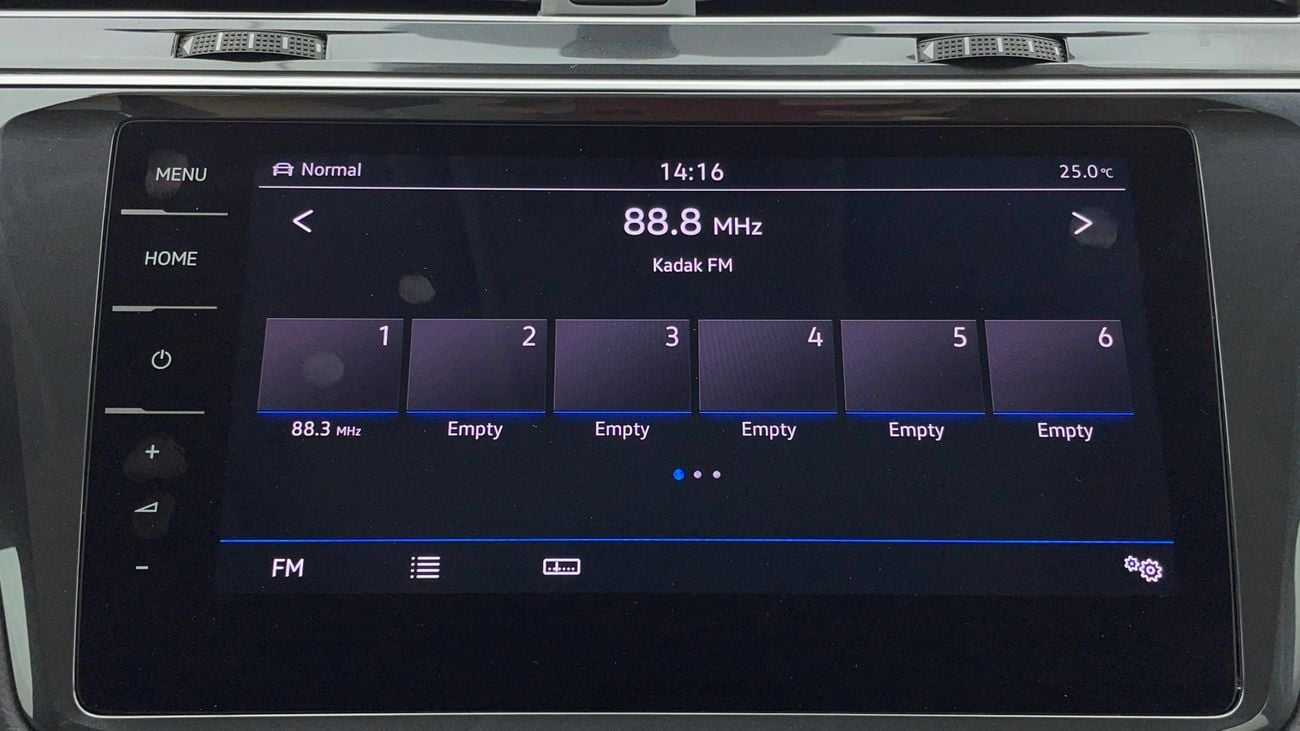 MENU
Normal 14:16 25.0°C
< 88.8 MHz >
Kadak FM
HOME
1 2 3 4 5 6
88.3 MHz Empty Empty Empty Empty Empty
+
-
FM